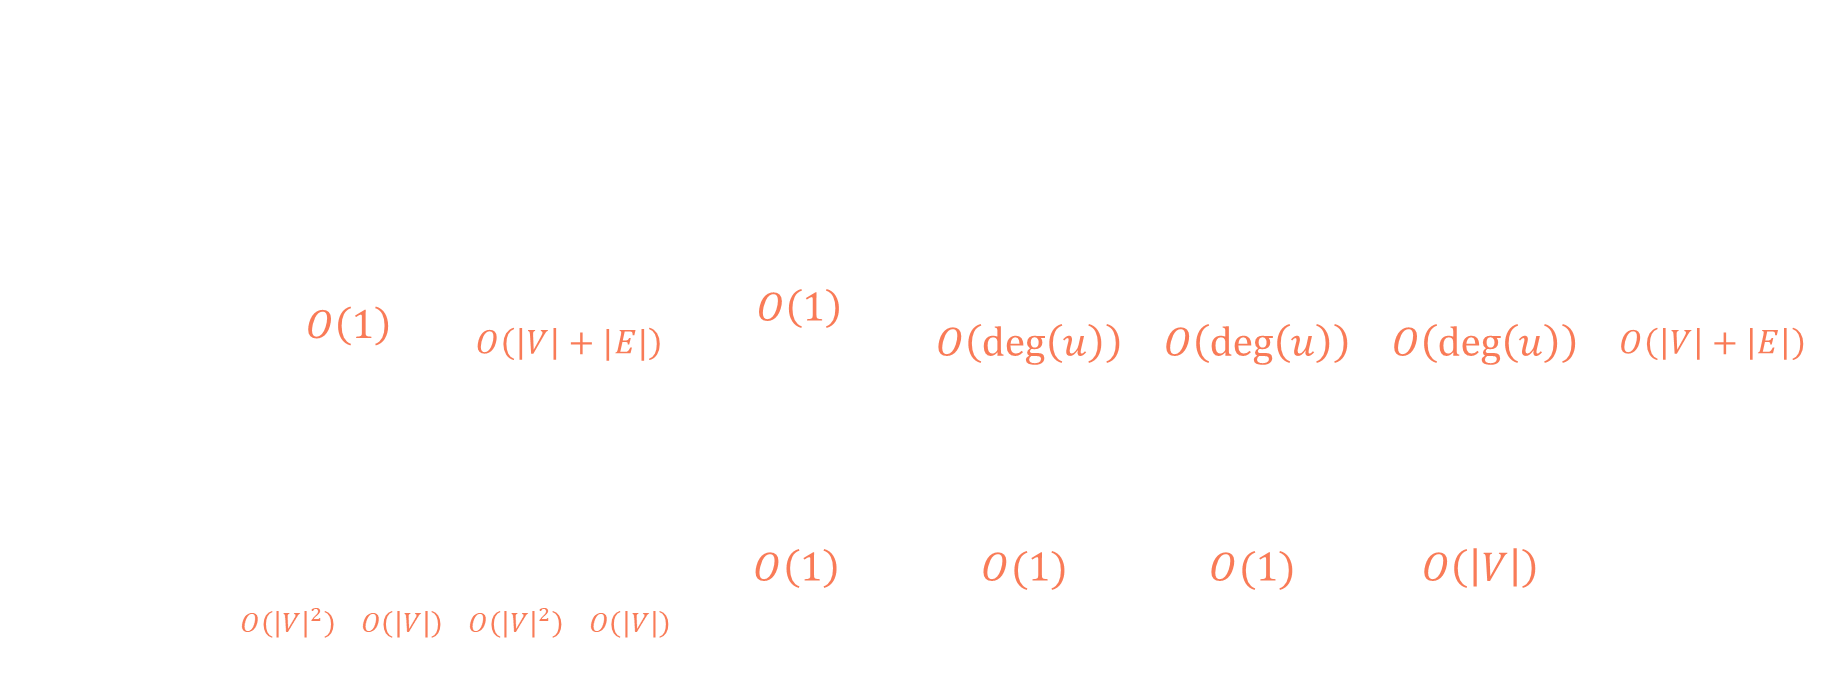 O(1) O(|V| + |E|) O(1) O(deg(u)) O(deg(u)) O(deg(u)) O(|V| + |E|)
O(1) O(1) O(1) O(|V|)
O(|V|²) O(|V|) O(|V|²) O(|V|)